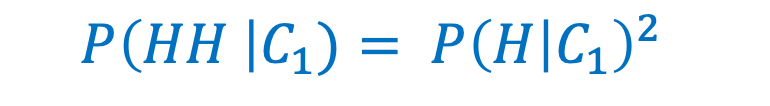 P(HH |C₁) = P(H|C₁)²